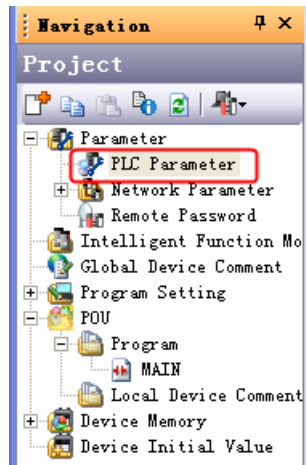 Navigation
Project
Parameter
PLC Parameter
Network Parameter
Remote Password
Intelligent Function Mo
Global Device Comment
Program Setting
POU
Program
MAIN
Local Device Comment
Device Memory
Device Initial Value